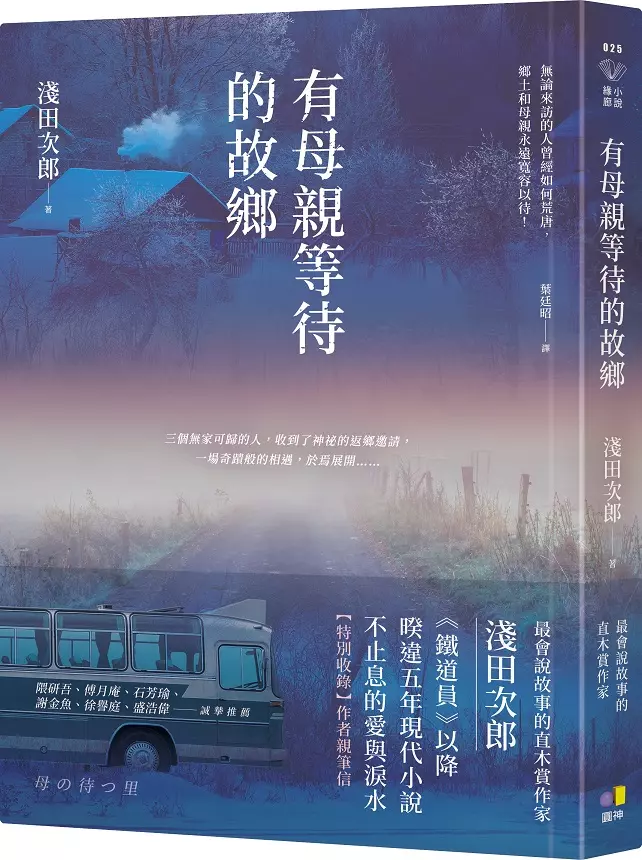 有母親等待
的故鄉
淺田次郎 著
無論來訪的人曾經如何荒唐，
鄉土和母親永遠寬容以待！
葉廷昭 譯
三個無家可歸的人，收到了神祕的返鄉邀請，
一場奇蹟般的相遇，於焉展開……
最會說故事的直木賞作家
淺田次郎
《鐵道員》以降
暌違五年現代小說
不止息的愛與淚水
【特別收錄】作者親筆信
隈研吾、傅月庵、石芳瑜、
謝金魚、徐譽庭、盛浩偉 誠摯推薦
母の待つ里
025
小說
緣廊
有母親等待的故鄉
淺田次郎 著
最會說故事的
直木賞作家
圓神